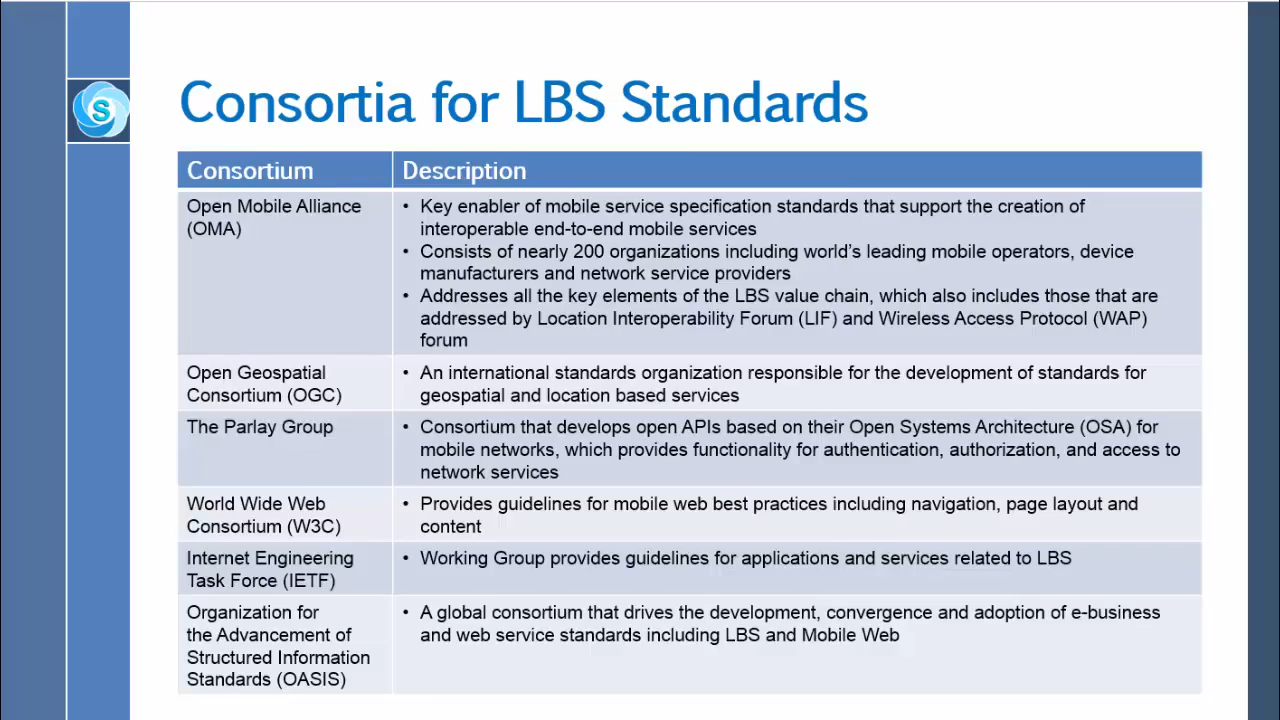 S
Consortia for LBS Standards
Consortium
Description
Open Mobile Alliance
(OMA)
• Key enabler of mobile service specification standards that support the creation of
interoperable end-to-end mobile services
• Consists of nearly 200 organizations including world's leading mobile operators, device
manufacturers and network service providers
• Addresses all the key elements of the LBS value chain, which also includes those that are
addressed by Location Interoperability Forum (LIF) and Wireless Access Protocol (WAP)
forum
Open Geospatial
Consortium (OGC)
• An international standards organization responsible for the development of standards for
geospatial and location based services
The Parlay Group
• Consortium that develops open APIs based on their Open Systems Architecture (OSA) for
mobile networks, which provides functionality for authentication, authorization, and access to
network services
World Wide Web
Consortium (W3C)
• Provides guidelines for mobile web best practices including navigation, page layout and
content
Internet Engineering
Task Force (IETF)
• Working Group provides guidelines for applications and services related to LBS
Organization for
the Advancement of
Structured Information
Standards (OASIS)
• A global consortium that drives the development, convergence and adoption of e-business
and web service standards including LBS and Mobile Web